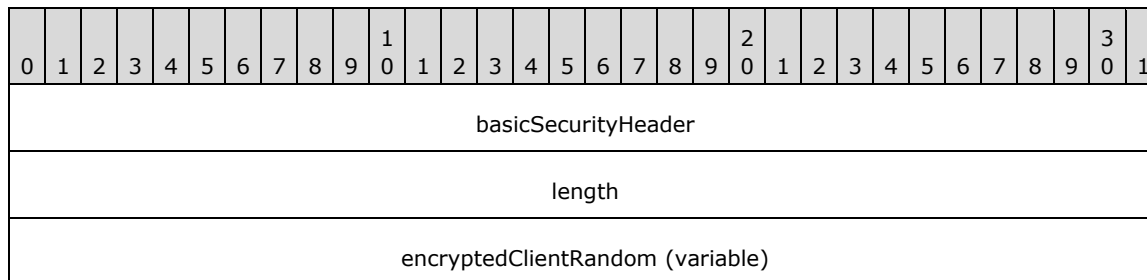 0 1 2 3 4 5 6 7 8 9 1 0 1 2 3 4 5 6 7 8 9 2 0 1 2 3 4 5 6 7 8 9 3 0 1
basicSecurityHeader
length
encryptedClientRandom (variable)